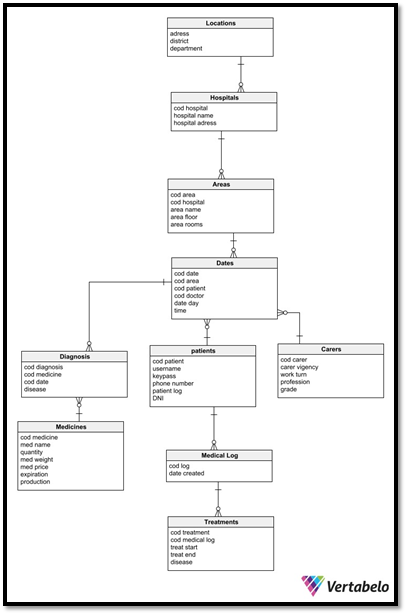 Locations
adress
district
department
Hospitals
cod hospital
hospital name
hospital adress
Areas
cod area
cod hospital
area name
area floor
area rooms
Dates
cod date
cod area
cod patient
cod doctor
date day
time
Diagnosis
cod diagnosis
cod medicine
cod date
disease
patients
cod patient
username
keypass
phone number
patient log
DNI
Carers
cod carer
carer vigency
work turn
profession
grade
Medicines
cod medicine
med name
quantity
med weight
med price
expiration
production
Medical Log
cod log
date created
Treatments
cod treatment
cod medical log
treat start
treat end
disease
Vertabelo